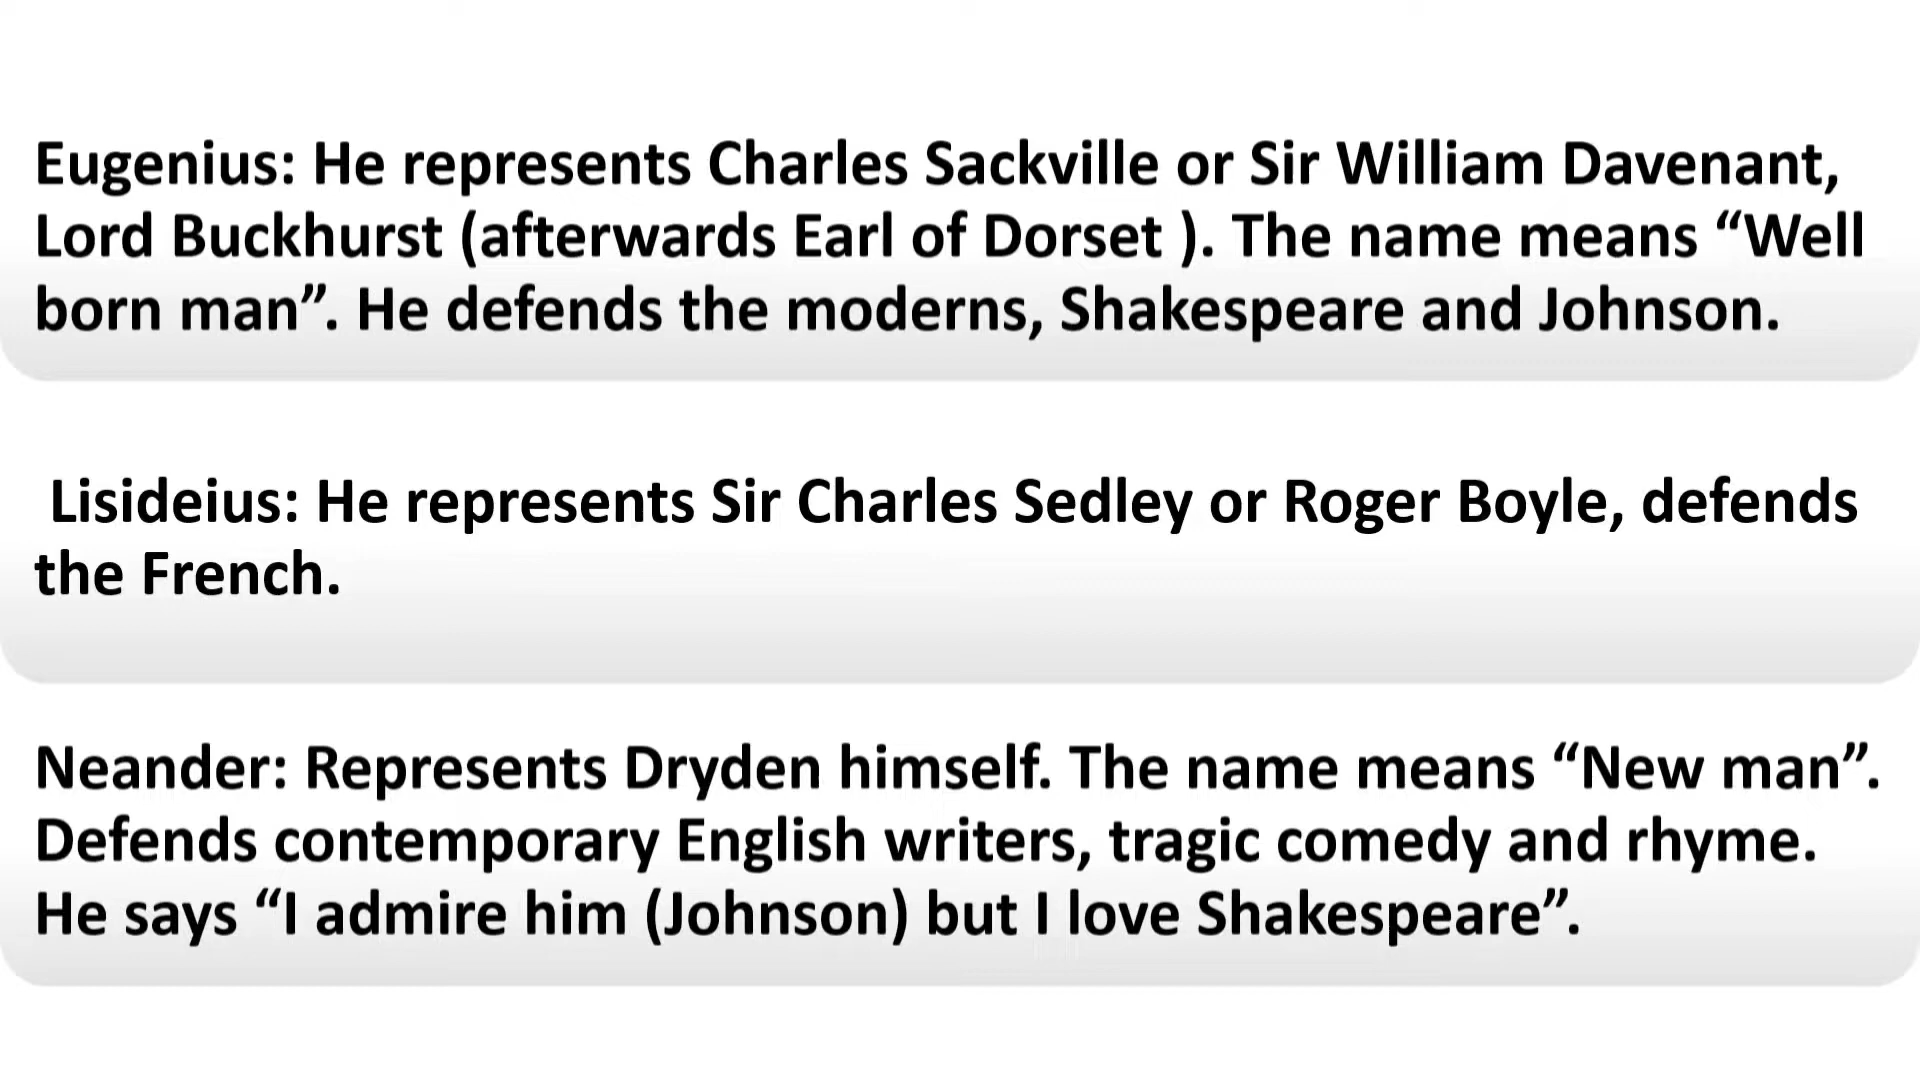 Eugenius: He represents Charles Sackville or Sir William Davenant,
Lord Buckhurst (afterwards Earl of Dorset ). The name means “Well
born man”. He defends the moderns, Shakespeare and Johnson.
Lisideius: He represents Sir Charles Sedley or Roger Boyle, defends
the French.
Neander: Represents Dryden himself. The name means “New man”.
Defends contemporary English writers, tragic comedy and rhyme.
He says “I admire him (Johnson) but I love Shakespeare”.